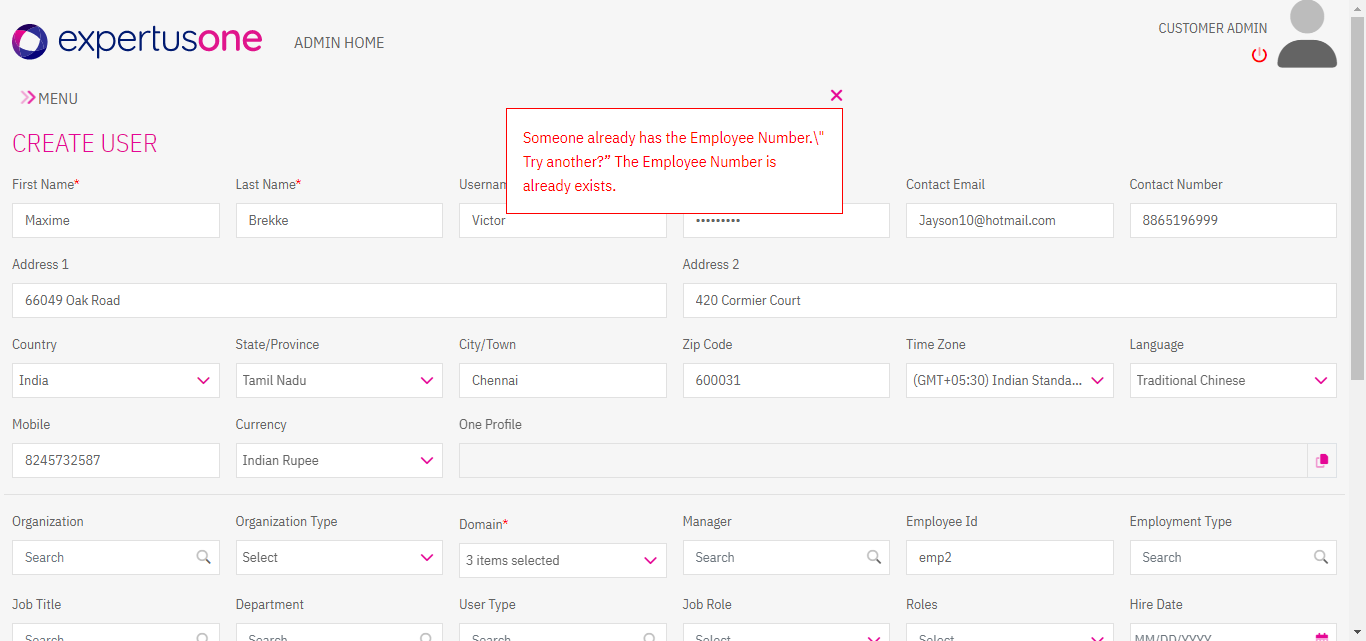 expertusone
ADMIN HOME
CUSTOMER ADMIN
MENU
CREATE USER
Someone already has the Employee Number.\"
Try another?” The Employee Number is
already exists.
First Name* Last Name* Contact Email Contact Number
Maxime Brekke Victor ••••••••• Jayson10@hotmail.com 8865196999
Address 1 Address 2
66049 Oak Road 420 Cormier Court
Country State/Province City/Town Zip Code Time Zone Language
India Tamil Nadu Chennai 600031 (GMT+05:30) Indian Standa... Traditional Chinese
Mobile Currency One Profile
8245732587 Indian Rupee
Organization Organization Type Domain* Manager Employee Id Employment Type
Search Select 3 items selected Search emp2 Search
Job Title Department User Type Job Role Roles Hire Date
Search Search Search Select Select MM/DD/YYYY